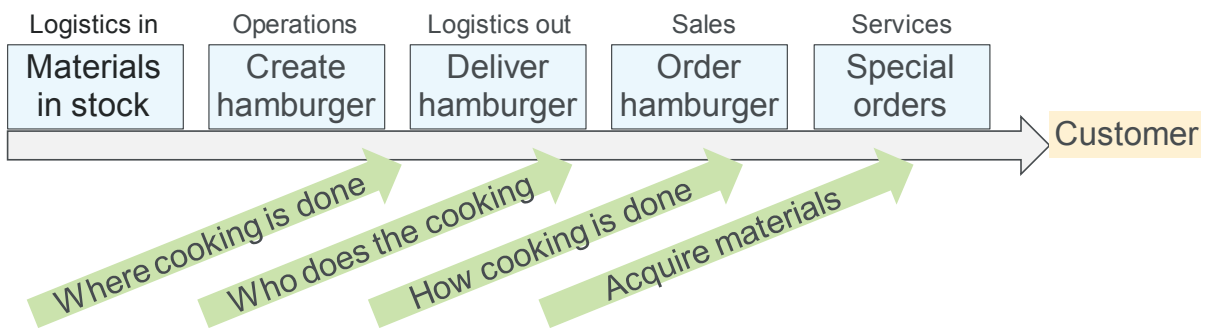 Logistics in
Operations
Logistics out
Sales
Services
Materials
in stock
Create
hamburger
Deliver
hamburger
Order
hamburger
Special
orders
Customer
Where cooking is done
Who does the cooking
How cooking is done
Acquire materials